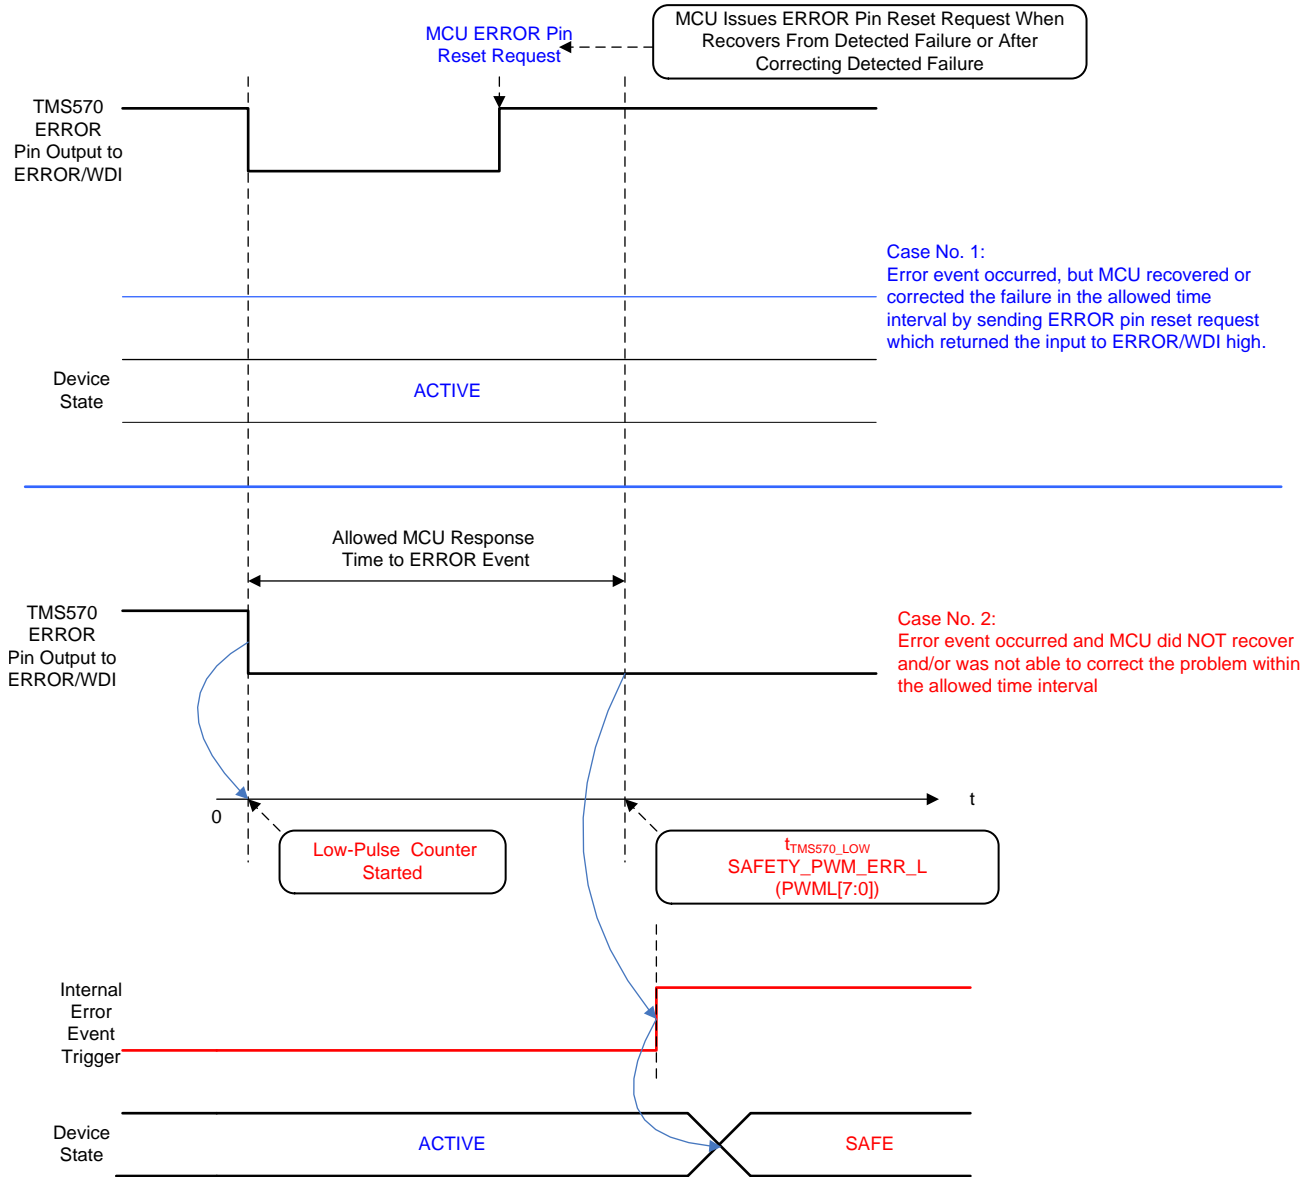 MCU ERROR Pin
Reset Request
MCU Issues ERROR Pin Reset Request When
Recovers From Detected Failure or After
Correcting Detected Failure
TMS570
ERROR
Pin Output to
ERROR/WDI
Case No. 1:
Error event occurred, but MCU recovered or
corrected the failure in the allowed time
interval by sending ERROR pin reset request
which returned the input to ERROR/WDI high.
Device
State
ACTIVE
Allowed MCU Response
Time to ERROR Event
TMS570
ERROR
Pin Output to
ERROR/WDI
Case No. 2:
Error event occurred and MCU did NOT recover
and/or was not able to correct the problem within
the allowed time interval
0
t
Low-Pulse Counter
Started
tTMS570_LOW
SAFETY_PWM_ERR_L
(PWML[7:0])
Internal
Error
Event
Trigger
Device
State
ACTIVE
SAFE